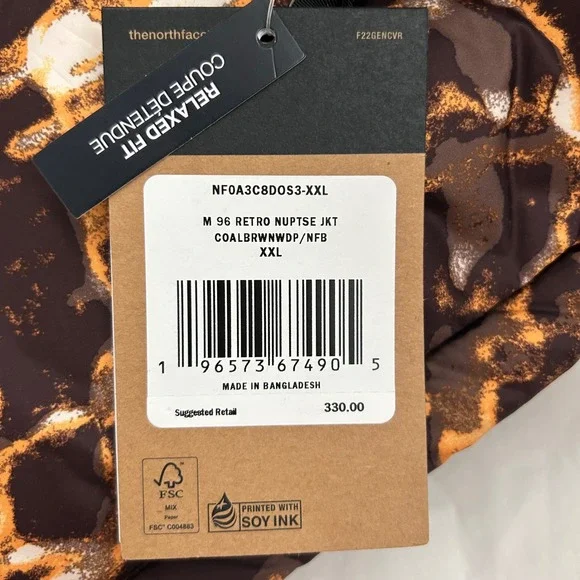 thenorthface
F22GENCVR
RELAXED FIT
COUPE DÉTENDUE
NF0A3C8DOS3-XXL
M 96 RETRO NUPTSE JKT
COALBRWNWDP/NFB
XXL
1 96573 67490 5
MADE IN BANGLADESH
Suggested Retail 330.00
FSC
MIX
Paper
FSC® C004883
PRINTED WITH
SOY INK